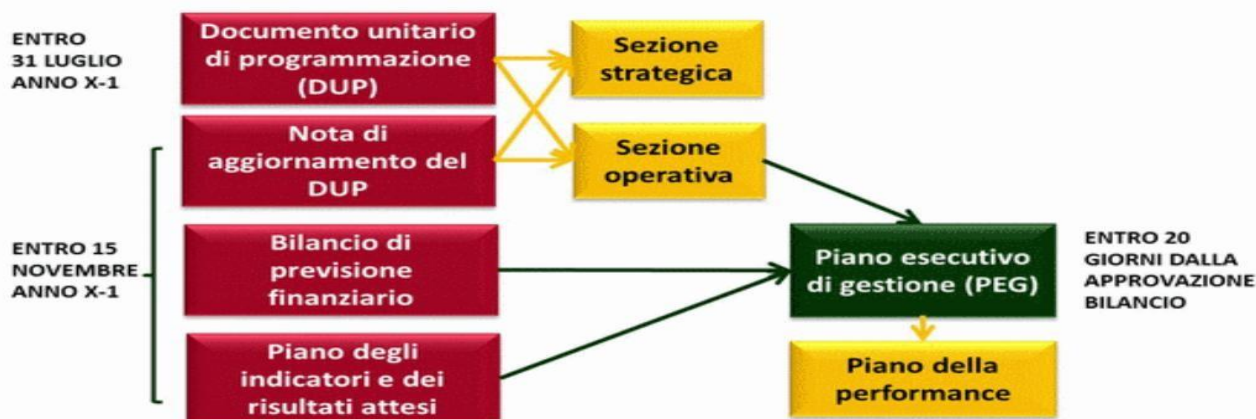 ENTRO
31 LUGLIO
ANNO X-1
Documento unitario
di programmazione
(DUP)
Sezione
strategica
Nota di
aggiornamento del
DUP
Sezione
operativa
ENTRO 15
NOVEMBRE
ANNO X-1
Bilancio di
previsione
finanziario
Piano esecutivo
di gestione (PEG)
ENTRO 20
GIORNI DALLA
APPROVAZIONE
BILANCIO
Piano degli
indicatori e dei
risultati attesi
Piano della
performance